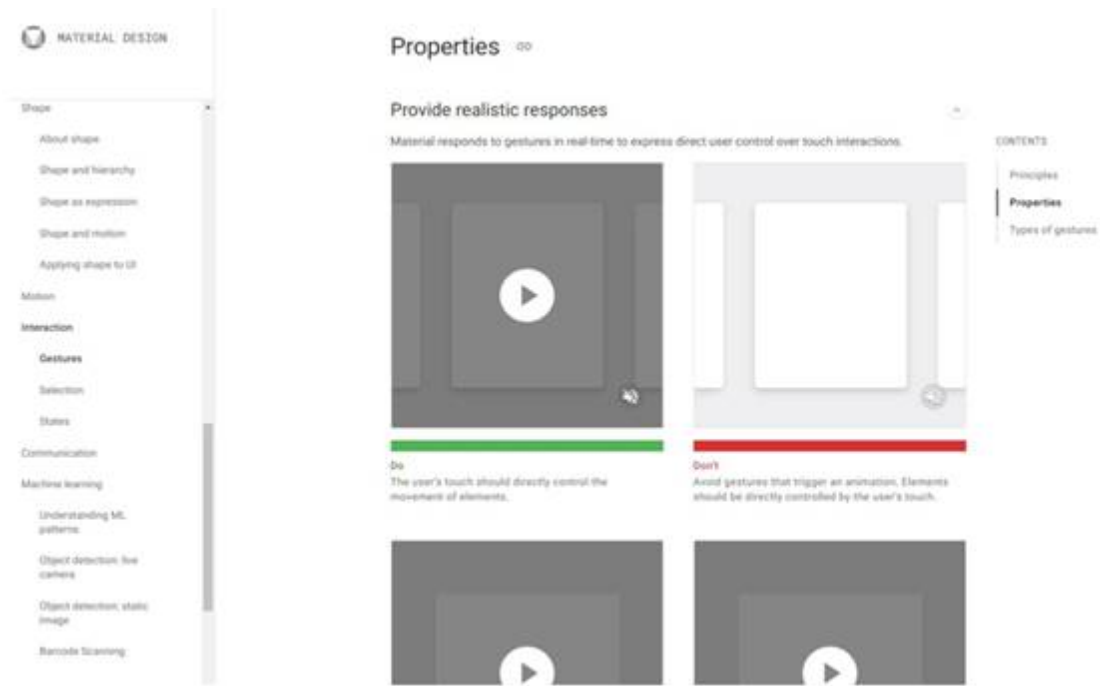 MATERIAL DESIGN
Shape
About shape
Shape and hierarchy
Shape as expression
Shape and motion
Applying shape to UI
Motion
Interaction
Gestures
Selection
States
Communication
Machine learning
Understanding ML
patterns
Object detection: live
camera
Object detection: static
image
Barcode Scanning
Properties
Provide realistic responses
Material responds to gestures in real-time to express direct user control over touch interactions.
Do
The user's touch should directly control the
movement of elements.
Don't
Avoid gestures that trigger an animation. Elements
should be directly controlled by the user's touch.
CONTENTS
Principles
Properties
Types of gestures